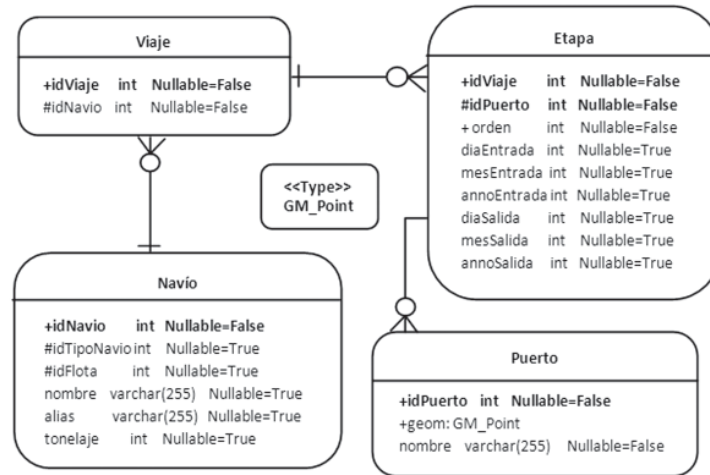 Viaje
+idViaje int Nullable=False
#idNavio int Nullable=False
Etapa
+idViaje int Nullable=False
#idPuerto int Nullable=False
+ orden int Nullable=False
diaEntrada int Nullable=True
mesEntrada int Nullable=True
annoEntrada int Nullable=True
diaSalida int Nullable=True
mesSalida int Nullable=True
annoSalida int Nullable=True
<<Type>>
GM_Point
Navío
+idNavio int Nullable=False
#idTipoNavio int Nullable=True
#idFlota int Nullable=True
nombre varchar(255) Nullable=True
alias varchar(255) Nullable=True
tonelaje int Nullable=True
Puerto
+idPuerto int Nullable=False
+geom: GM_Point
nombre varchar(255) Nullable=False